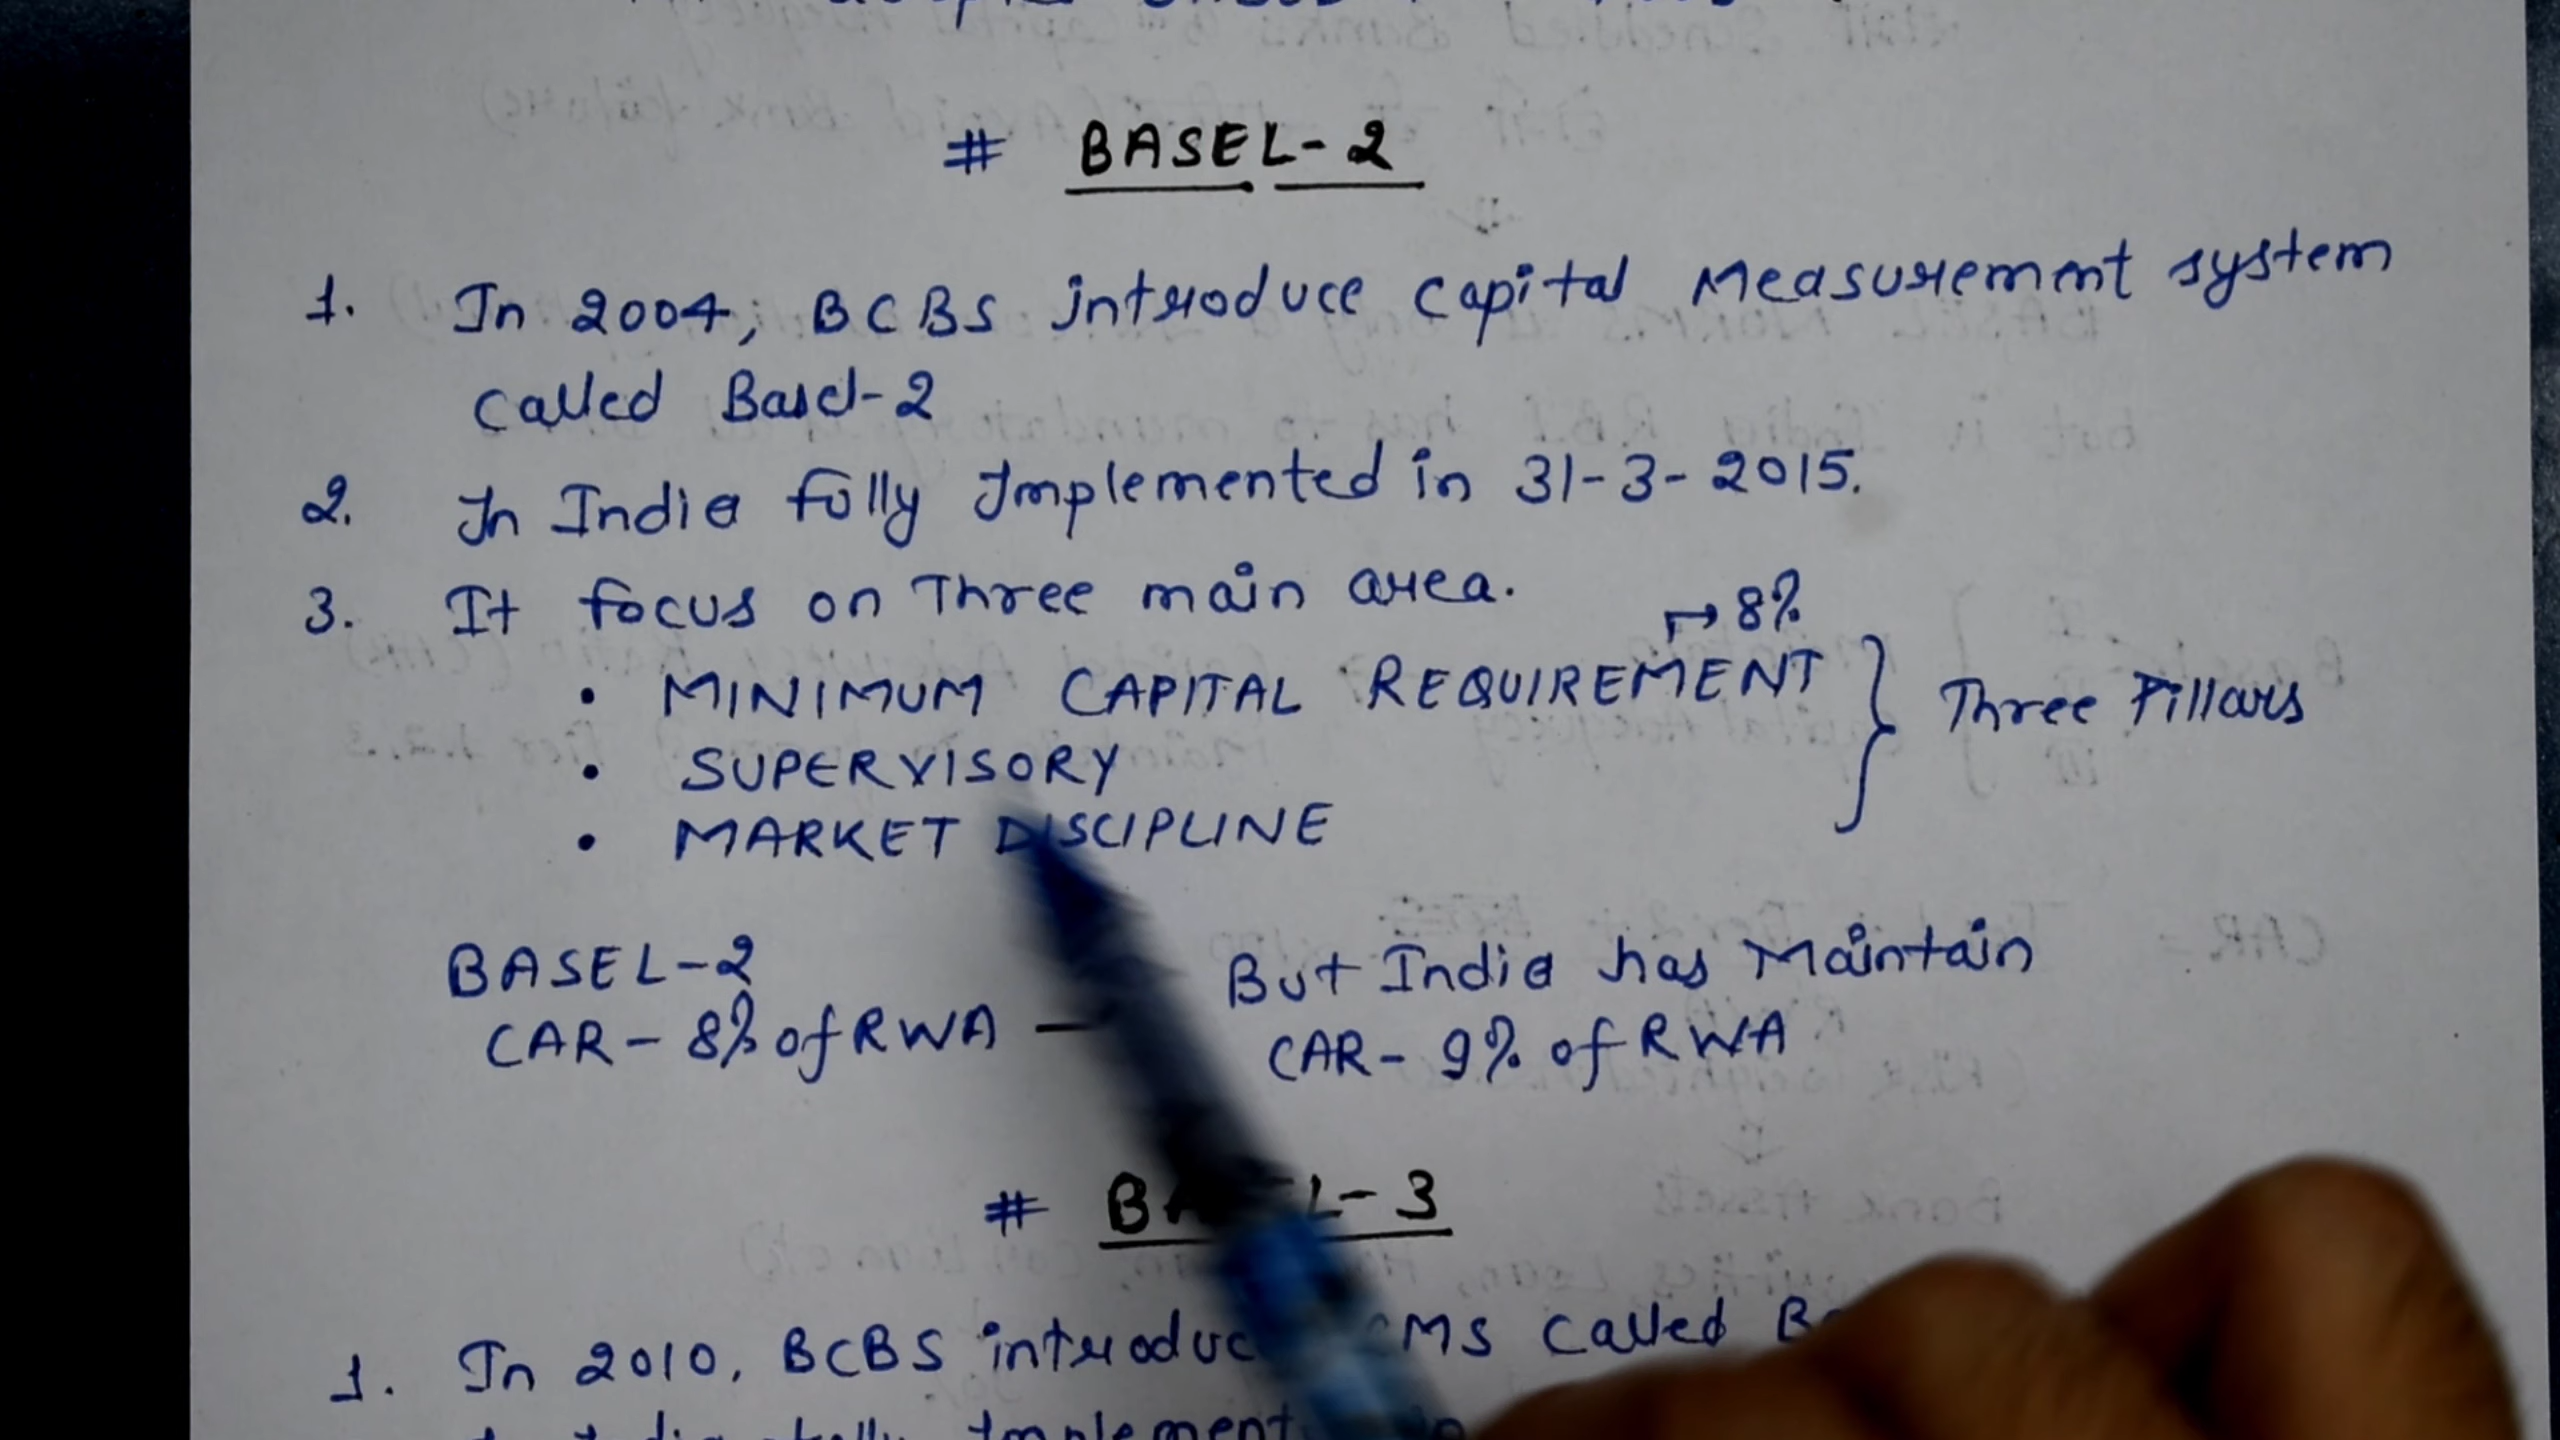 # BASEL-2
1. In 2004, BCBS introduce Capital Measurement system
called Basel-2
2. In India fully Implemented in 31-3-2015.
3. It focus on Three main area.
→ 8%
• MINIMUM CAPITAL REQUIREMENT
• SUPERVISORY
• MARKET DISCIPLINE
} Three Pillars
BASEL-2
CAR - 8% of RWA —
But India has Maintain
CAR - 9% of RWA
# BASEL-3
1. In 2010, BCBS introduc CMS Called